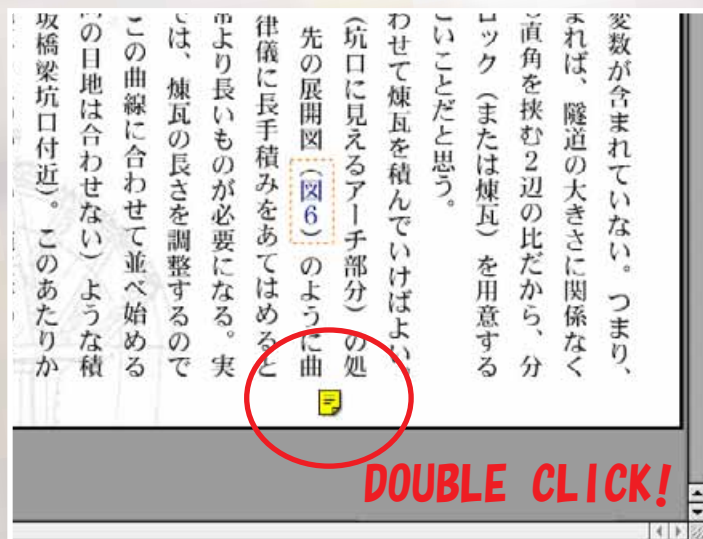 変数が含まれていない。つまり、
まれば、隧道の大きさに関係なく
直角を挟む2辺の比だから、分
ロック（または煉瓦）を用意する
いことだと思う。
わせて煉瓦を積んでいけばよい。
（坑口に見えるアーチ部分）の処
先の展開図（図6）のように曲
律儀に長手積みをあてはめると
常より長いものが必要になる。実
では、煉瓦の長さを調整するので
この曲線に合わせて並べ始める
の目地は合わせない）ような積
坂橋梁坑口付近）。このあたりか
DOUBLE CLICK!